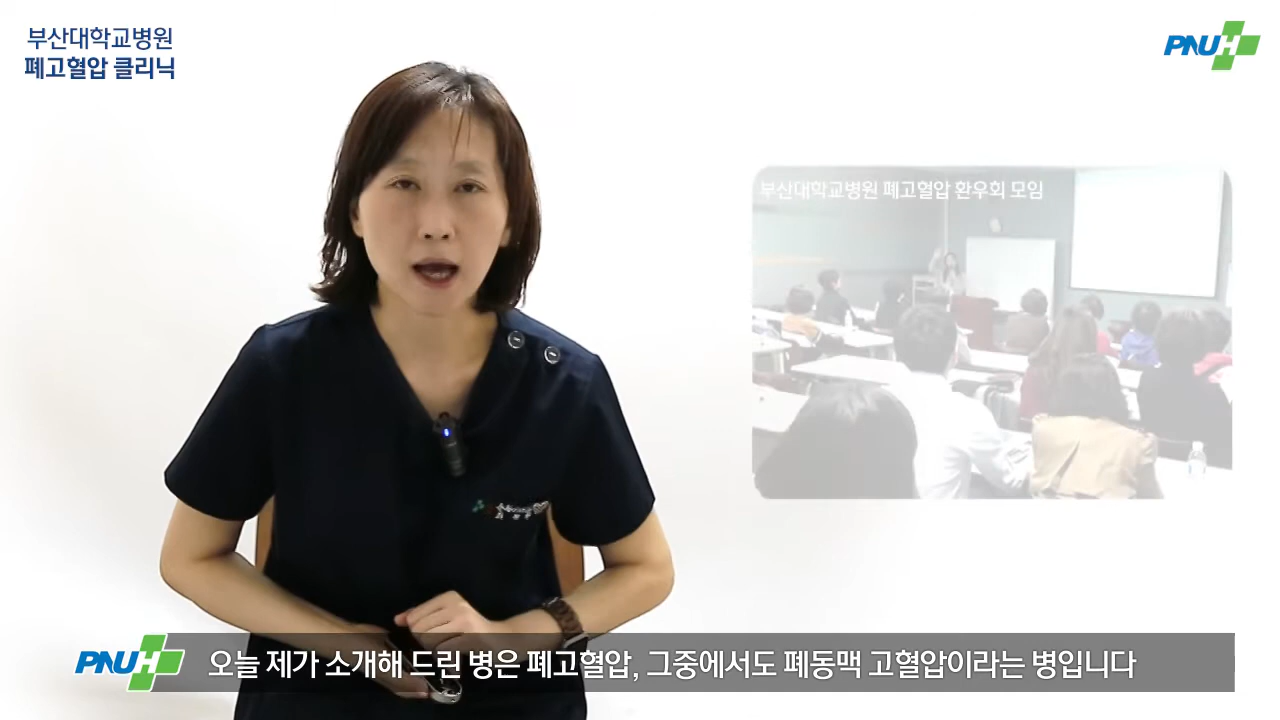 부산대학교병원
폐고혈압 클리닉
PNUH
부산대학교병원 폐고혈압 환우회 모임
PNUH
오늘 제가 소개해 드린 병은 폐고혈압, 그중에서도 폐동맥 고혈압이라는 병입니다